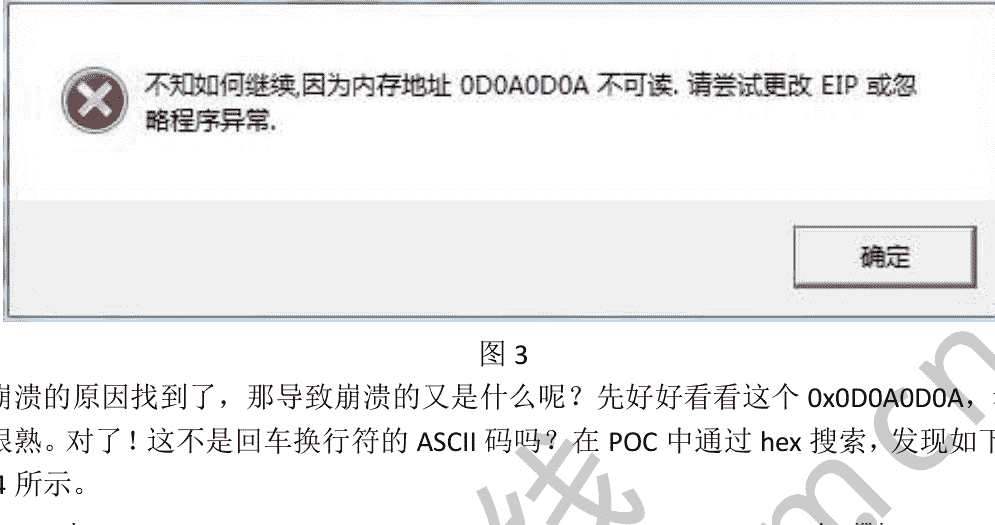 不知如何继续,因为内存地址 0D0A0D0A 不可读. 请尝试更改 EIP 或忽
略程序异常.
确定
图 3
崩溃的原因找到了，那导致崩溃的又是什么呢？先好好看看这个 0x0D0A0D0A，
很熟。对了！这不是回车换行符的 ASCII 码吗？在 POC 中通过 hex 搜索，发现如下
4 所示。
线
m.cn